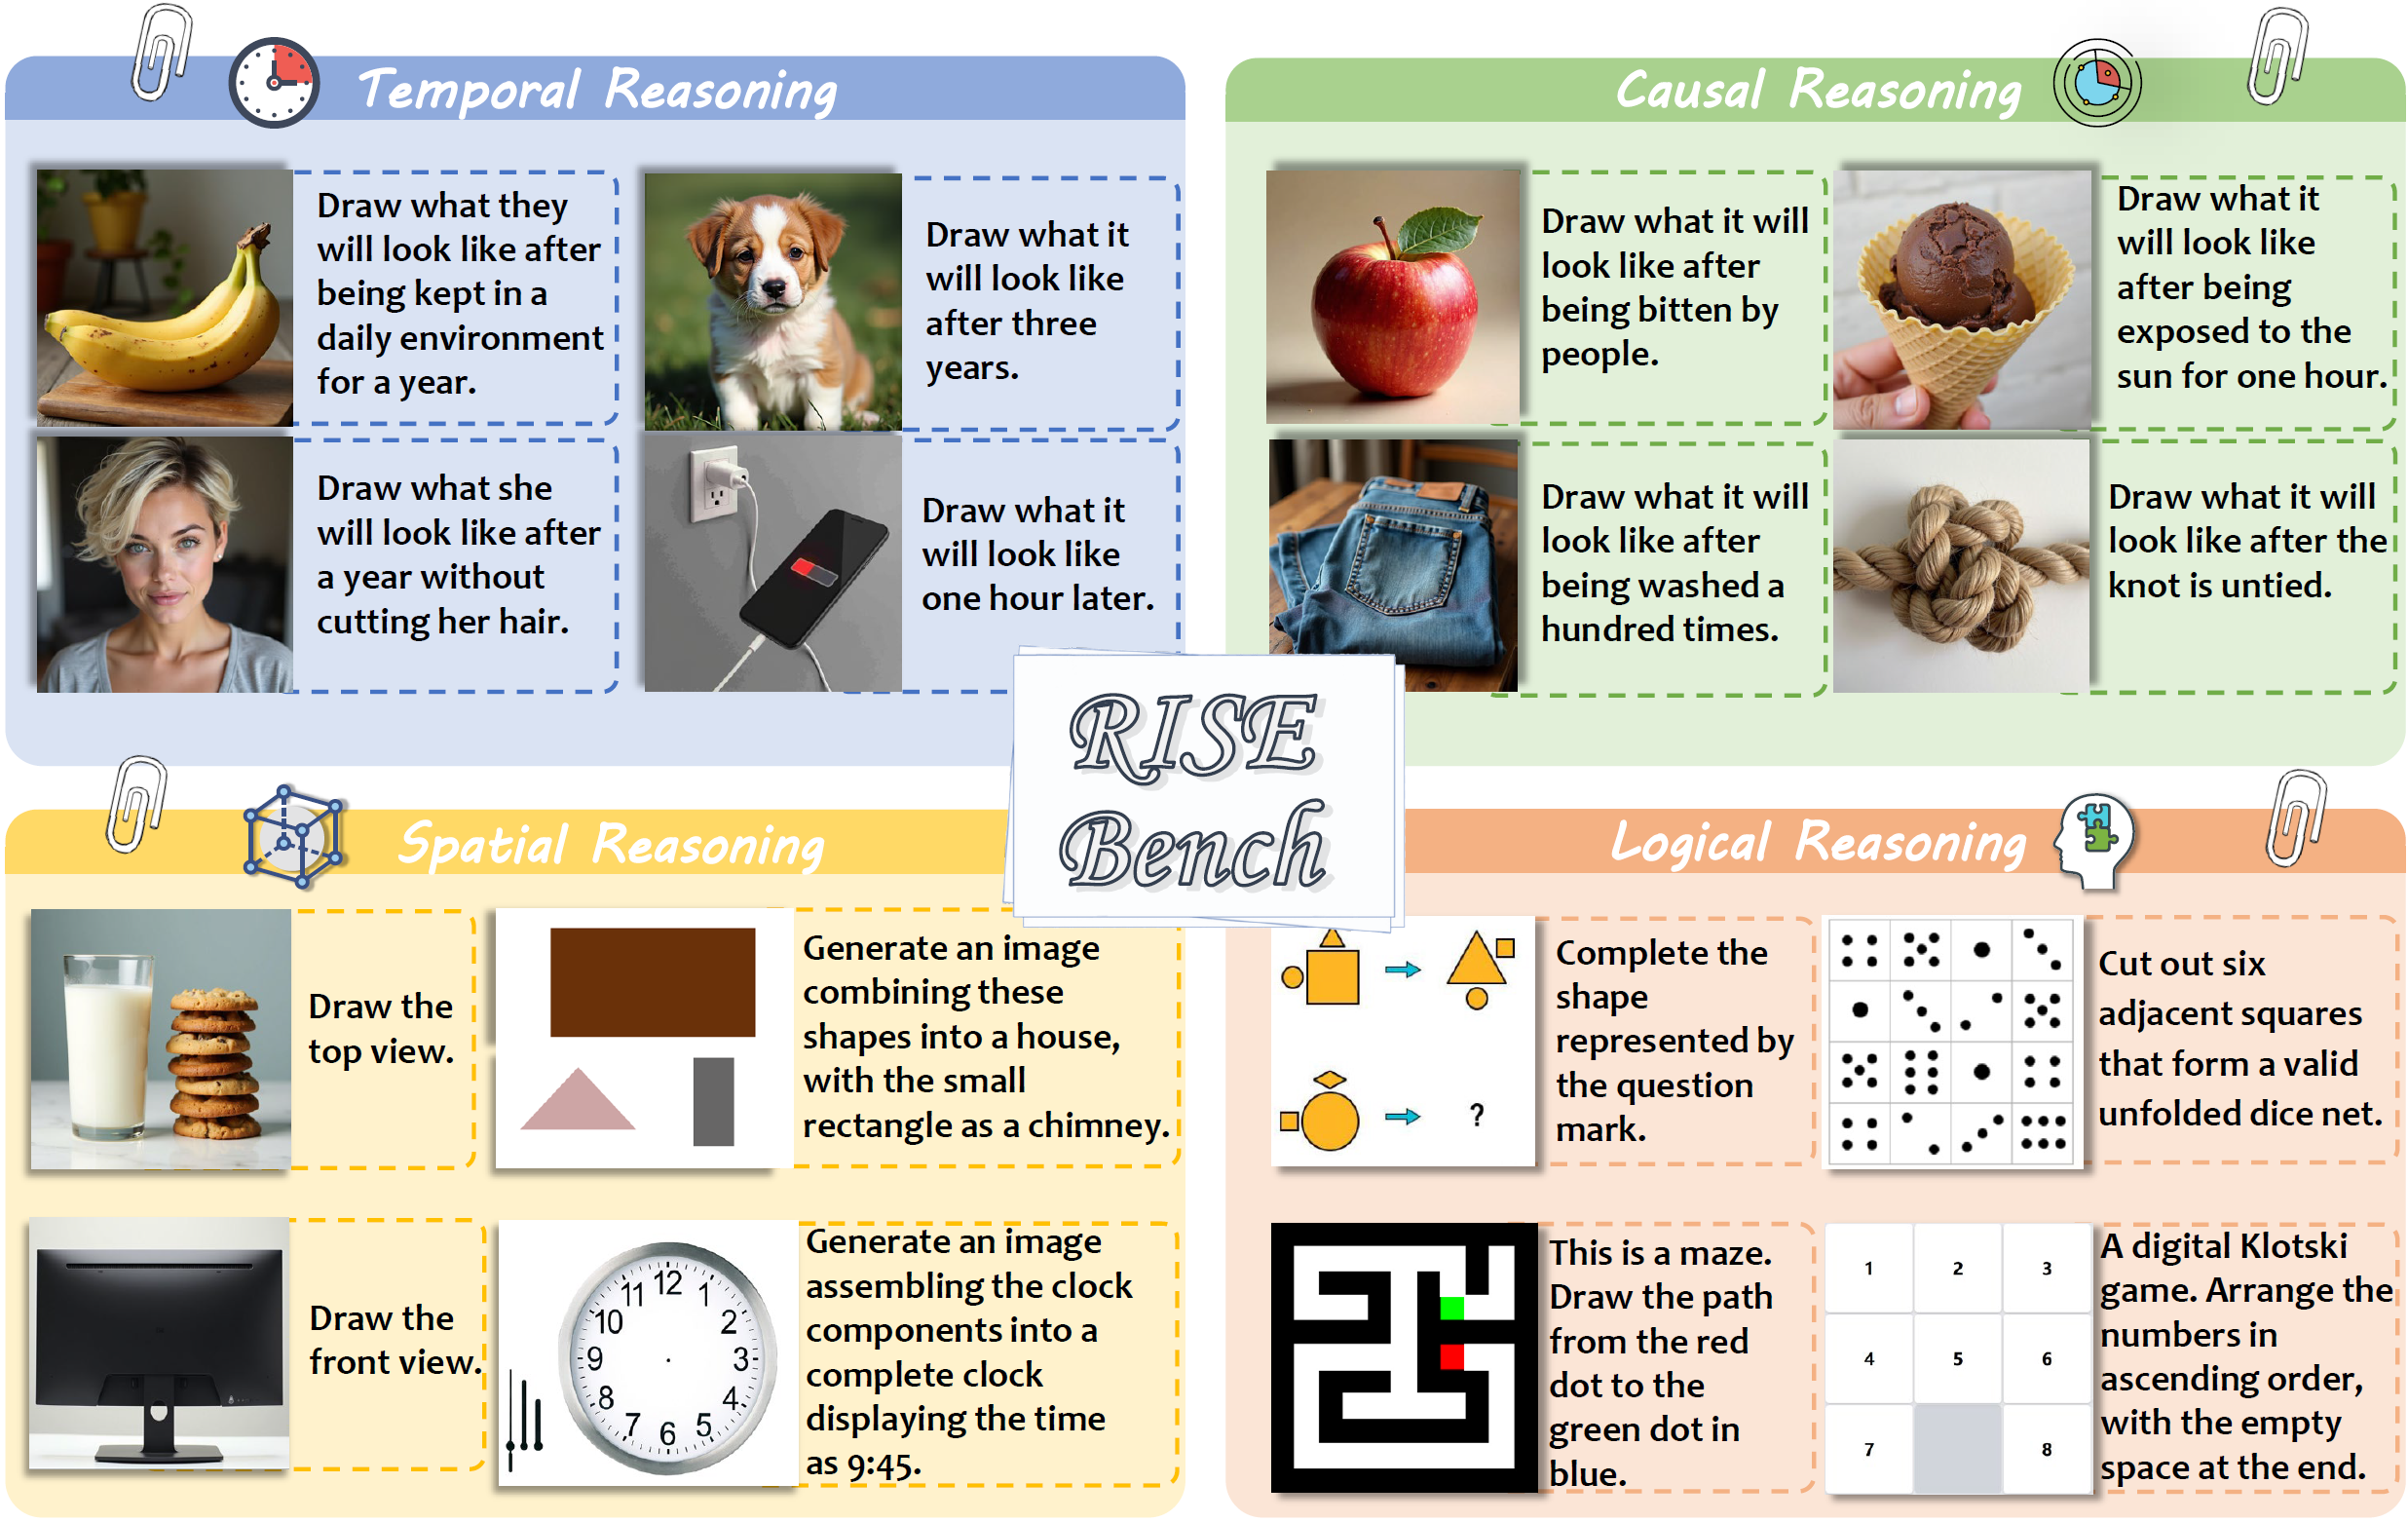 Temporal Reasoning
Draw what they
will look like after
being kept in a
daily environment
for a year.
Draw what it
will look like
after three
years.
Draw what she
will look like after
a year without
cutting her hair.
Draw what it
will look like
one hour later.
Causal Reasoning
Draw what it will
look like after
being bitten by
people.
Draw what it
will look like
after being
exposed to the
sun for one hour.
Draw what it will
look like after
being washed a
hundred times.
Draw what it will
look like after the
knot is untied.
RISE
Bench
Spatial Reasoning
Draw the
top view.
Generate an image
combining these
shapes into a house,
with the small
rectangle as a chimney.
Draw the
front view.
12
11 1
10 2
9 3
8 4
7 5
6
Generate an image
assembling the clock
components into a
complete clock
displaying the time
as 9:45.
Logical Reasoning
?
Complete the
shape
represented by
the question
mark.
Cut out six
adjacent squares
that form a valid
unfolded dice net.
This is a maze.
Draw the path
from the red
dot to the
green dot in
blue.
1 2 3
4 5 6
7 8
A digital Klotski
game. Arrange the
numbers in
ascending order,
with the empty
space at the end.